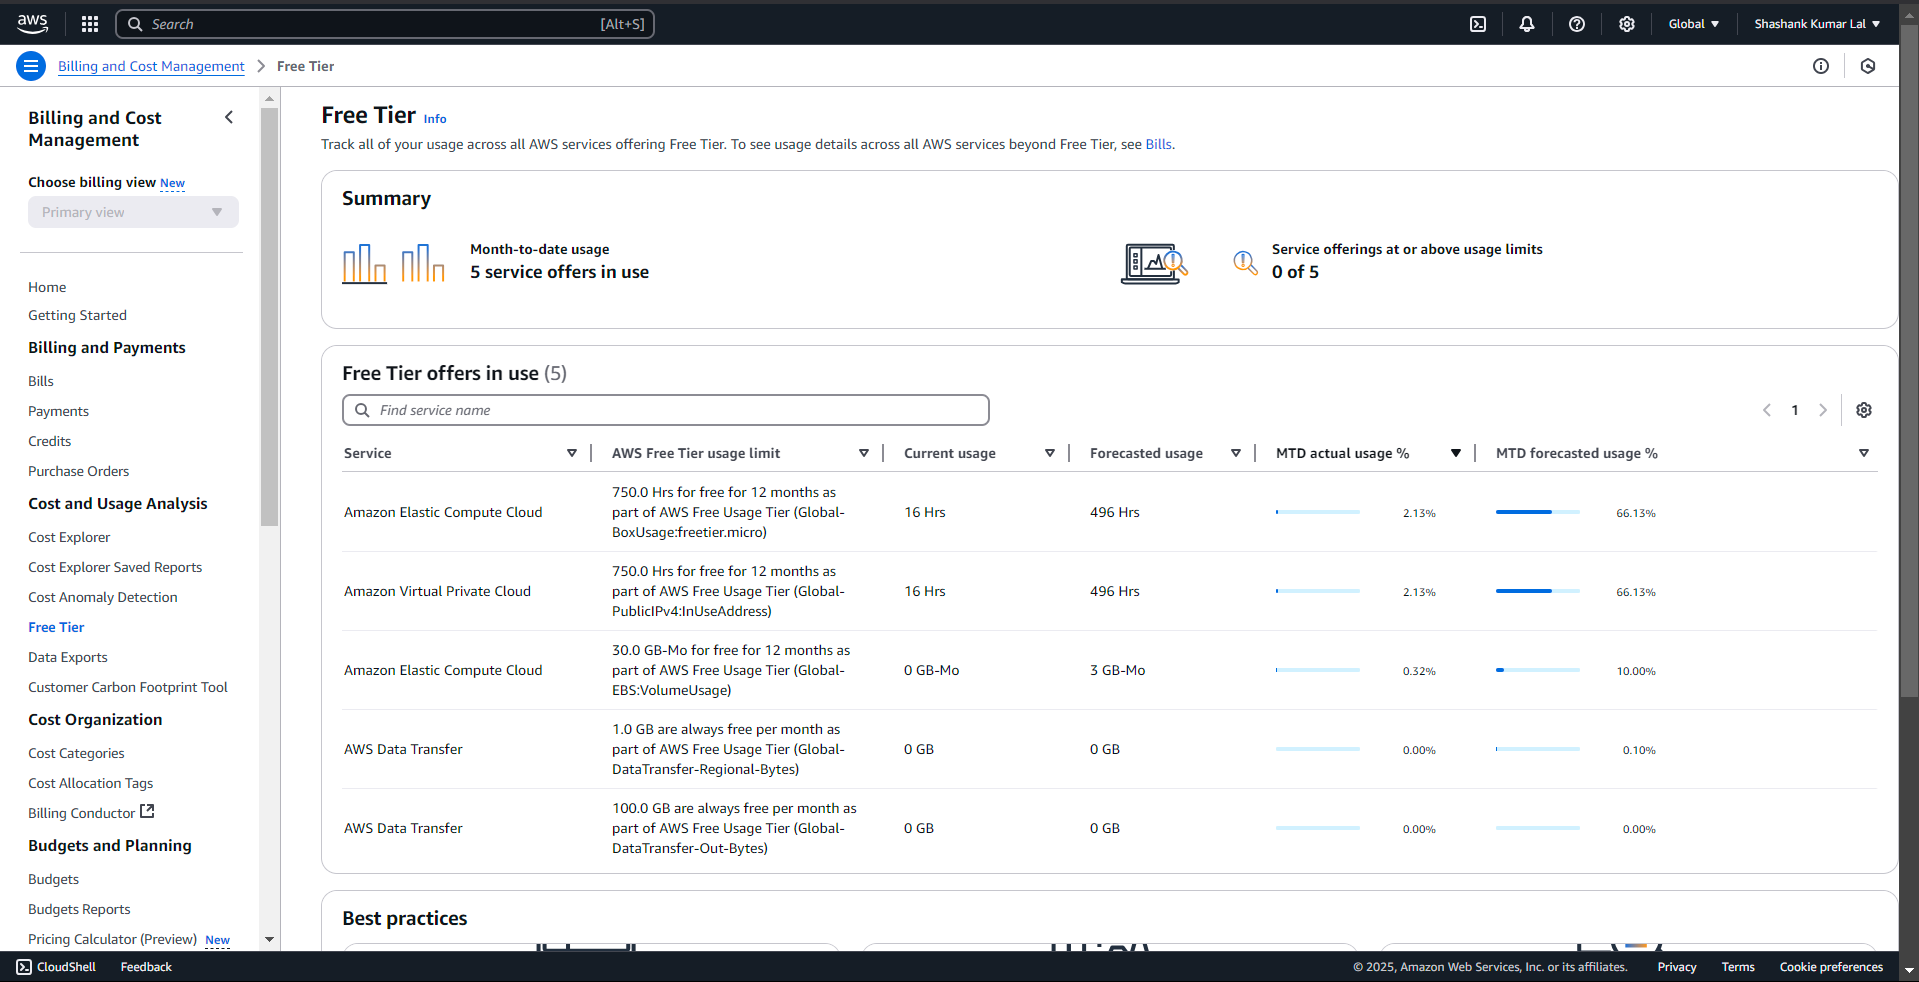 aws
Search [Alt+S]
Global
Shashank Kumar Lal
Billing and Cost Management
Free Tier
Billing and Cost
Management
Choose billing view New
Primary view
Home
Getting Started
Billing and Payments
Bills
Payments
Credits
Purchase Orders
Cost and Usage Analysis
Cost Explorer
Cost Explorer Saved Reports
Cost Anomaly Detection
Free Tier
Data Exports
Customer Carbon Footprint Tool
Cost Organization
Cost Categories
Cost Allocation Tags
Billing Conductor
Budgets and Planning
Budgets
Budgets Reports
Pricing Calculator (Preview) New
Free Tier Info
Track all of your usage across all AWS services offering Free Tier. To see usage details across all AWS services beyond Free Tier, see Bills.
Summary
Month-to-date usage
5 service offers in use
Service offerings at or above usage limits
0 of 5
Free Tier offers in use (5)
Find service name
1
Service AWS Free Tier usage limit Current usage Forecasted usage MTD actual usage % MTD forecasted usage %
750.0 Hrs for free for 12 months as
Amazon Elastic Compute Cloud part of AWS Free Usage Tier (Global- 16 Hrs 496 Hrs 2.13% 66.13%
BoxUsage:freetier.micro)
750.0 Hrs for free for 12 months as
Amazon Virtual Private Cloud part of AWS Free Usage Tier (Global- 16 Hrs 496 Hrs 2.13% 66.13%
PublicIPv4:InUseAddress)
30.0 GB-Mo for free for 12 months as
Amazon Elastic Compute Cloud part of AWS Free Usage Tier (Global- 0 GB-Mo 3 GB-Mo 0.32% 10.00%
EBS:VolumeUsage)
1.0 GB are always free per month as
AWS Data Transfer part of AWS Free Usage Tier (Global- 0 GB 0 GB 0.00% 0.10%
DataTransfer-Regional-Bytes)
100.0 GB are always free per month as
AWS Data Transfer part of AWS Free Usage Tier (Global- 0 GB 0 GB 0.00% 0.00%
DataTransfer-Out-Bytes)
Best practices
CloudShell Feedback
© 2025, Amazon Web Services, Inc. or its affiliates. Privacy Terms Cookie preferences